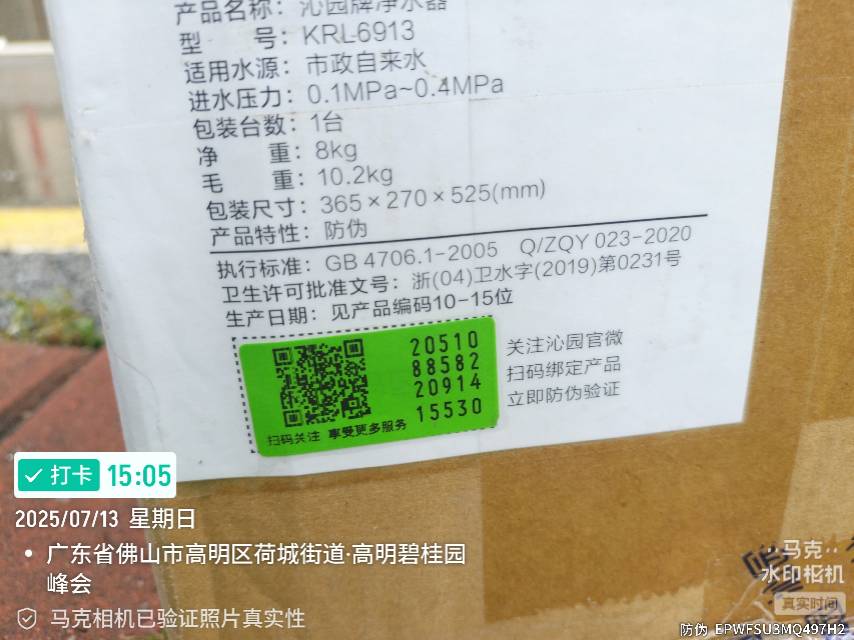 产品名称：沁园牌净水器
型 号：KRL-6913
适用水源：市政自来水
进水压力：0.1MPa~0.4MPa
包装台数：1台
净 重：8kg
毛 重：10.2kg
包装尺寸：365×270×525(mm)
产品特性：防伪
执行标准：GB 4706.1-2005 Q/ZQY 023-2020
卫生许可批准文号：浙(04)卫水字(2019)第0231号
生产日期：见产品编码10-15位
20510
88582
20914
15530
扫码关注 享受更多服务
关注沁园官微
扫码绑定产品
立即防伪验证
打卡 15:05
2025/07/13 星期日
广东省佛山市高明区荷城街道·高明碧桂园
峰会
马克相机已验证照片真实性
马克
水印相机
真实时间
防伪 EPWFSU3MQ497H2